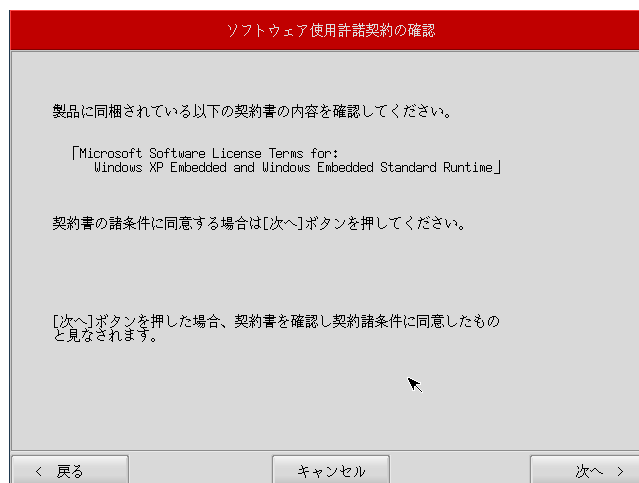 ソフトウェア使用許諾契約の確認
製品に同梱されている以下の契約書の内容を確認してください。
「Microsoft Software License Terms for:
Windows XP Embedded and Windows Embedded Standard Runtime」
契約書の諸条件に同意する場合は[次へ]ボタンを押してください。
[次へ]ボタンを押した場合、契約書を確認し契約諸条件に同意したもの
と見なされます。
< 戻る
キャンセル
次へ >